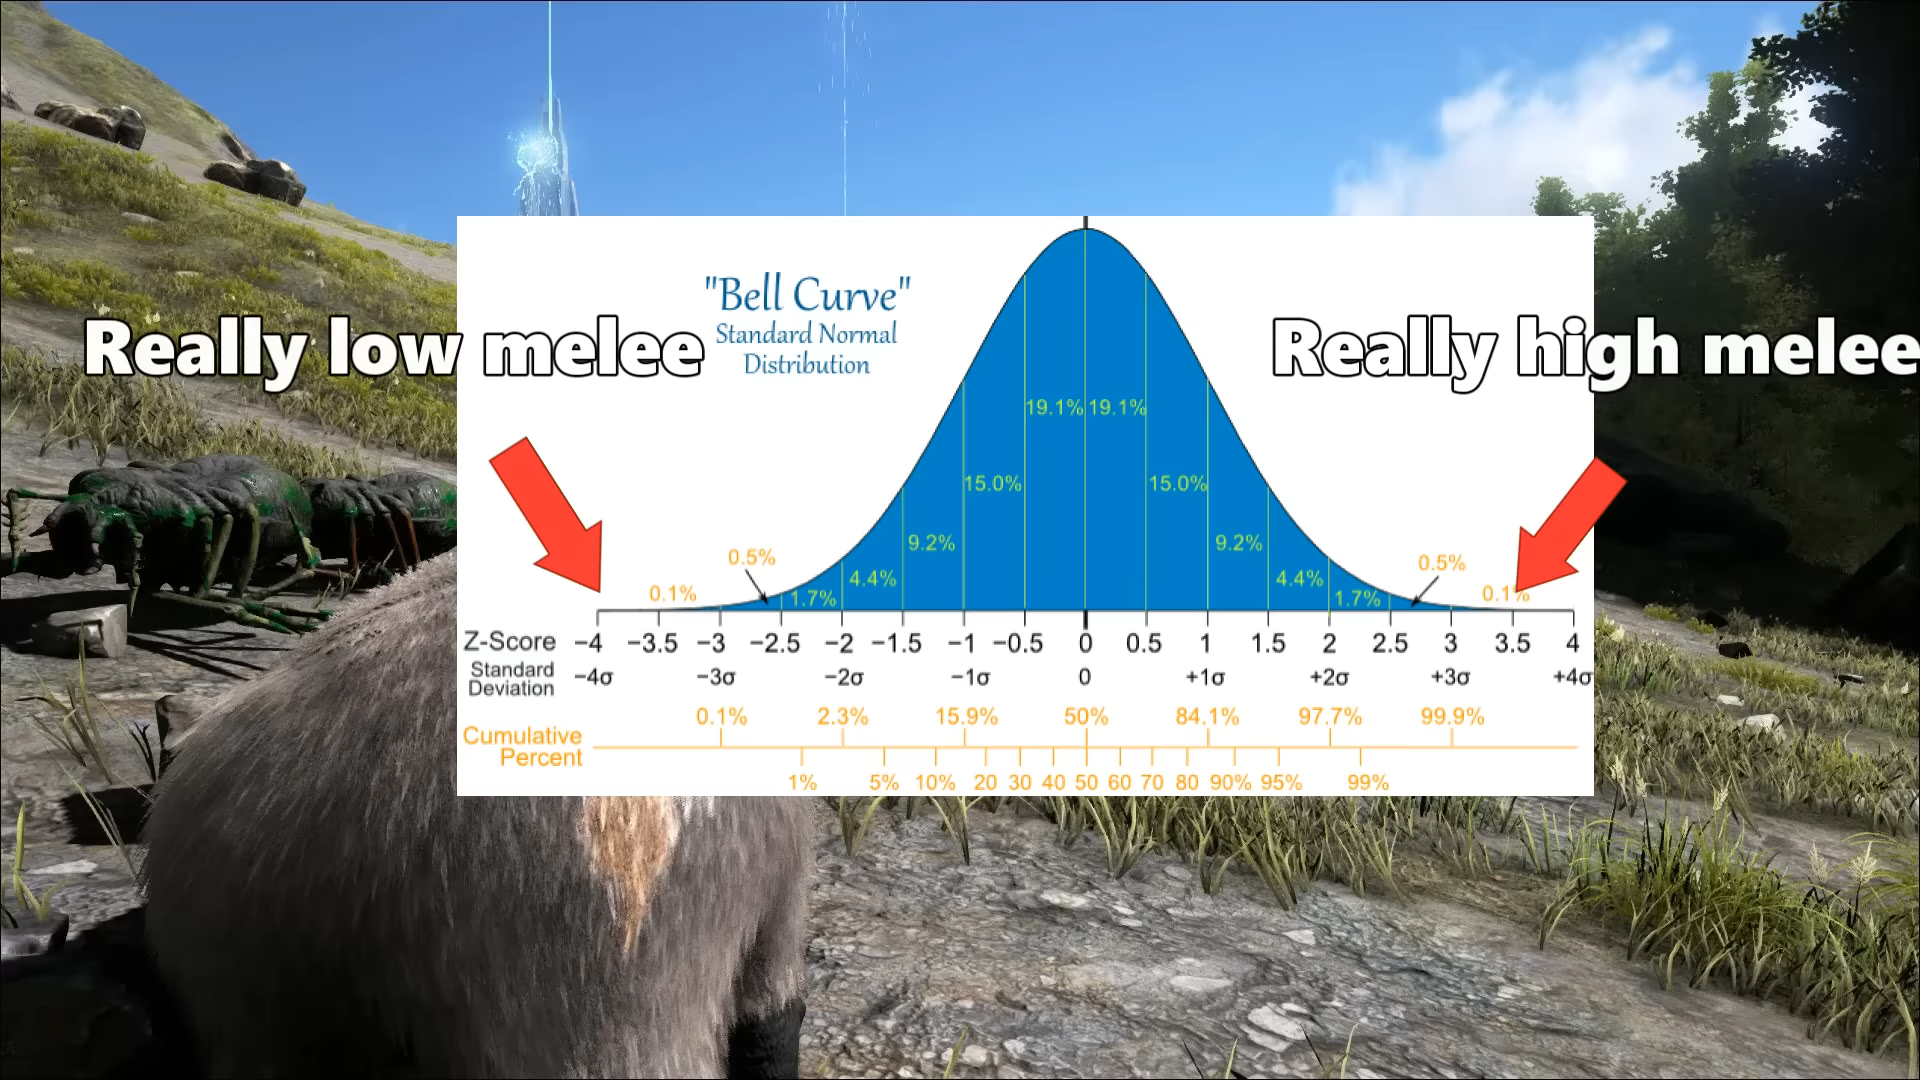 "Bell Curve"
Standard Normal
Distribution
Really low melee
Really high melee
19.1% 19.1%
15.0% 15.0%
9.2% 9.2%
0.5% 0.5%
4.4% 4.4%
0.1% 1.7% 1.7% 0.1%
Z-Score −4 −3.5 −3 −2.5 −2 −1.5 −1 −0.5 0 0.5 1 1.5 2 2.5 3 3.5 4
Standard
Deviation −4σ −3σ −2σ −1σ 0 +1σ +2σ +3σ +4σ
0.1% 2.3% 15.9% 50% 84.1% 97.7% 99.9%
Cumulative
Percent
1% 5% 10% 20 30 40 50 60 70 80 90% 95% 99%